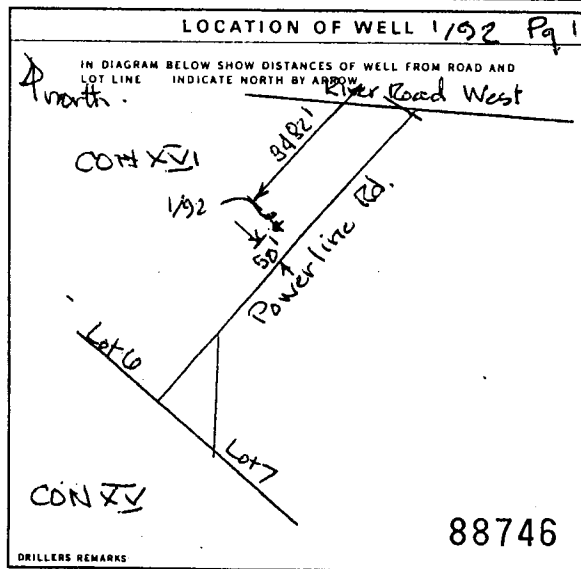 LOCATION OF WELL 1/92 Pg 1
IN DIAGRAM BELOW SHOW DISTANCES OF WELL FROM ROAD AND
LOT LINE INDICATE NORTH BY ARROW
north.
River Road West
3482'
CON XVI
1/92
50'
Powerline Rd.
Lot 6
Lot 7
CON XV
88746
DRILLERS REMARKS